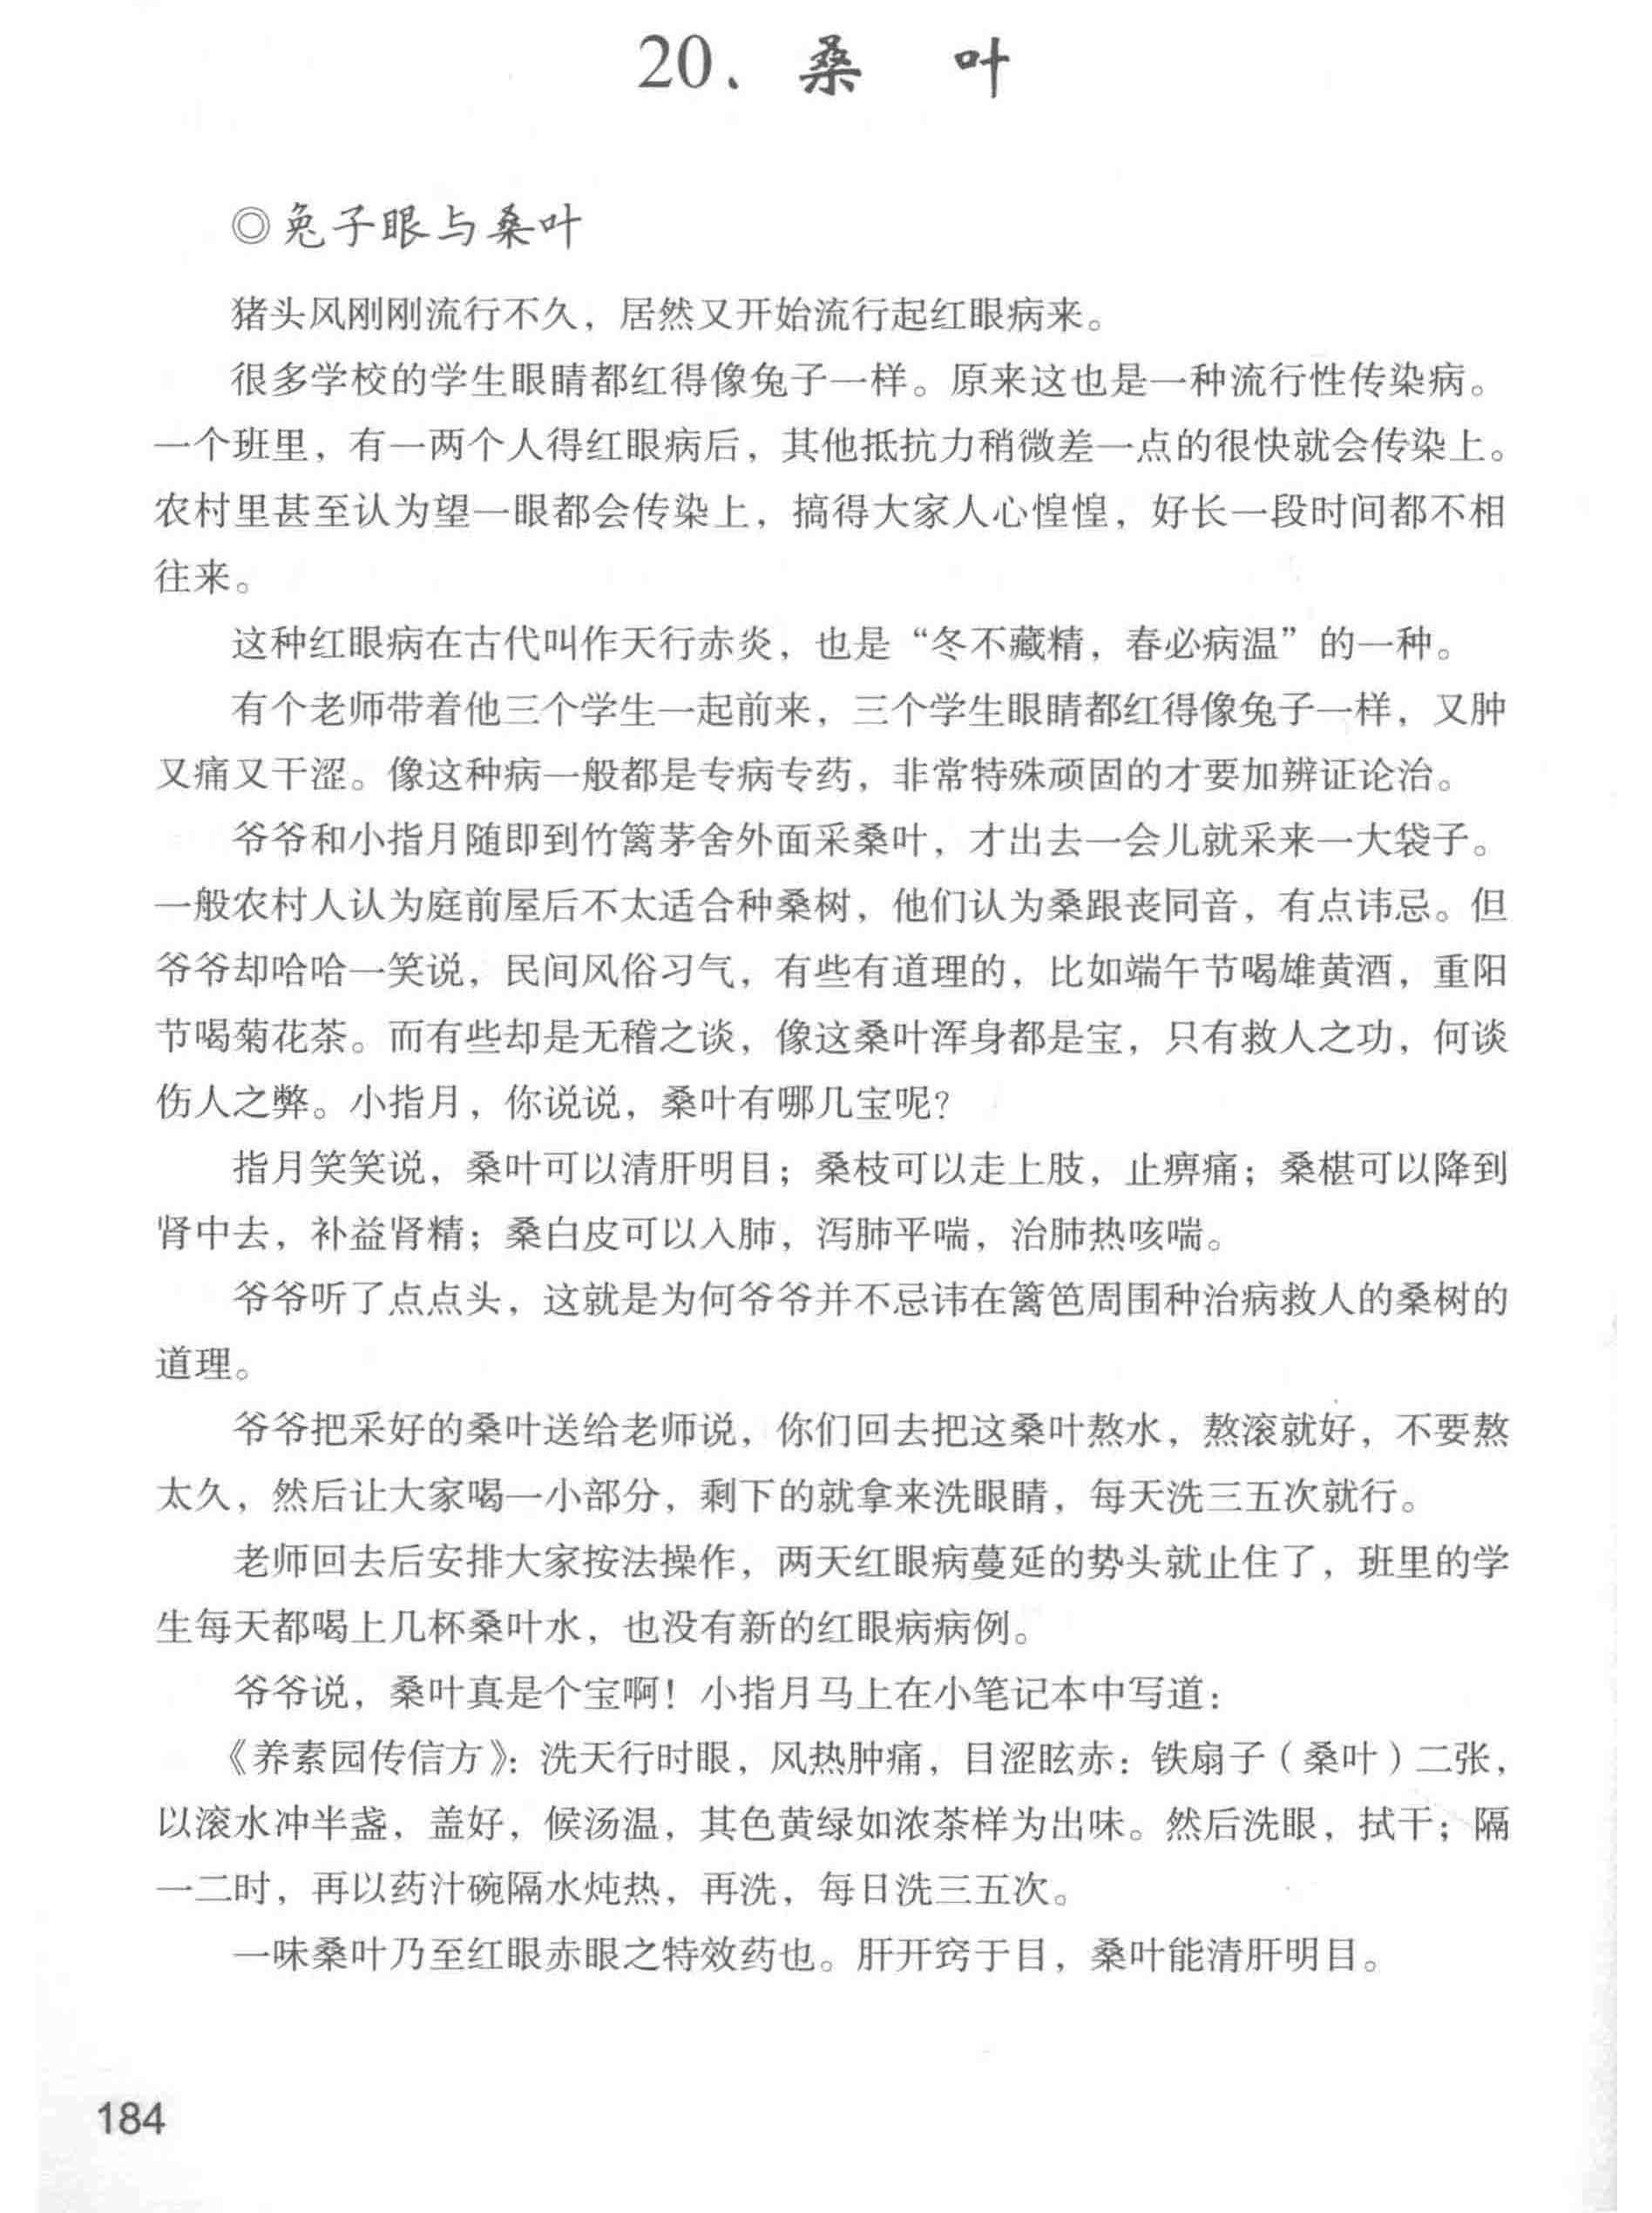 20、桑 叶
◎兔子眼与桑叶
猪头风刚刚流行不久，居然又开始流行起红眼病来。
很多学校的学生眼睛都红得像兔子一样。原来这也是一种流行性传染病。
一个班里，有一两个人得红眼病后，其他抵抗力稍微差一点的很快就会传染上。
农村里甚至认为望一眼都会传染上，搞得大家人心惶惶，好长一段时间都不相
往来。
这种红眼病在古代叫作天行赤炎，也是“冬不藏精，春必病温”的一种。
有个老师带着他三个学生一起前来，三个学生眼睛都红得像兔子一样，又肿
又痛又干涩。像这种病一般都是专病专药，非常特殊顽固的才要加辨证论治。
爷爷和小指月随即到竹篱茅舍外面采桑叶，才出去一会儿就采来一大袋子。
一般农村人认为庭前屋后不太适合种桑树，他们认为桑跟丧同音，有点讳忌。但
爷爷却哈哈一笑说，民间风俗习气，有些有道理的，比如端午节喝雄黄酒，重阳
节喝菊花茶。而有些却是无稽之谈，像这桑叶浑身都是宝，只有救人之功，何谈
伤人之弊。小指月，你说说，桑叶有哪几宝呢？
指月笑笑说，桑叶可以清肝明目；桑枝可以走上肢，止痹痛；桑椹可以降到
肾中去，补益肾精；桑白皮可以入肺，泻肺平喘，治肺热咳喘。
爷爷听了点点头，这就是为何爷爷并不忌讳在篱笆周围种治病救人的桑树的
道理。
爷爷把采好的桑叶送给老师说，你们回去把这桑叶熬水，熬滚就好，不要熬
太久，然后让大家喝一小部分，剩下的就拿来洗眼睛，每天洗三五次就行。
老师回去后安排大家按法操作，两天红眼病蔓延的势头就止住了，班里的学
生每天都喝上几杯桑叶水，也没有新的红眼病病例。
爷爷说，桑叶真是个宝啊！小指月马上在小笔记本中写道：
《养素园传信方》：洗天行时眼，风热肿痛，目涩眩赤：铁扇子（桑叶）二张，
以滚水冲半盏，盖好，候汤温，其色黄绿如浓茶样为出味。然后洗眼，拭干；隔
一二时，再以药汁碗隔水炖热，再洗，每日洗三五次。
一味桑叶乃至红眼赤眼之特效药也。肝开窍于目，桑叶能清肝明目。
184